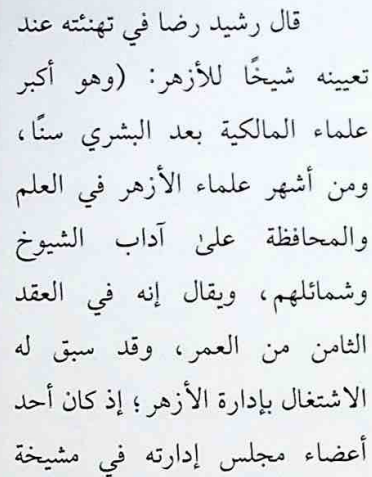 قال رشيد رضا في تهنئته عند
تعيينه شيخًا للأزهر: (وهو أكبر
علماء المالكية بعد البشري سنًا،
ومن أشهر علماء الأزهر في العلم
والمحافظة علىٰ آداب الشيوخ
وشمائلهم، ويقال إنه في العقد
الثامن من العمر، وقد سبق له
الاشتغال بإدارة الأزهر؛ إذ كان أحد
أعضاء مجلس إدارته في مشيخة